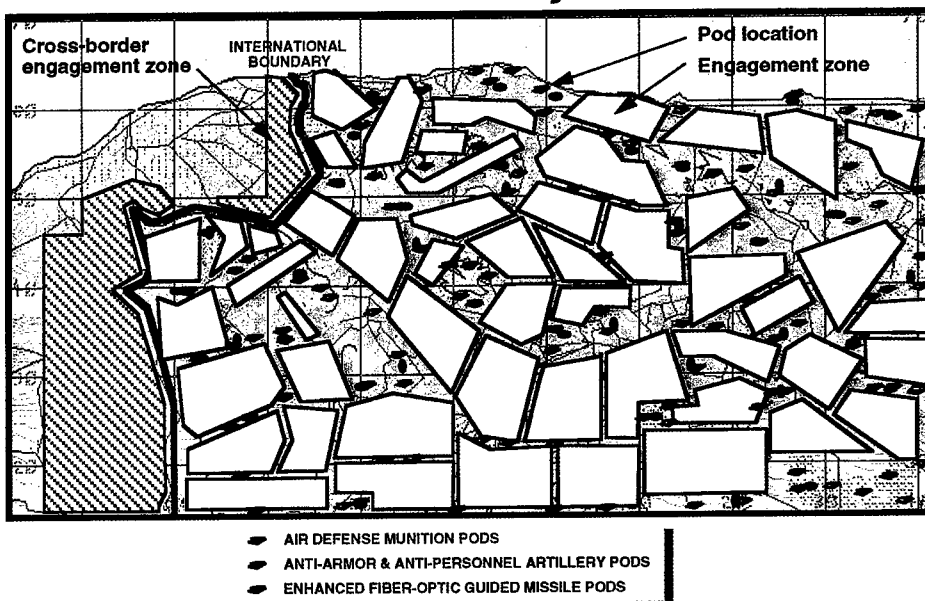 Cross-border
engagement zone
INTERNATIONAL
BOUNDARY
Pod location
Engagement zone
AIR DEFENSE MUNITION PODS
ANTI-ARMOR & ANTI-PERSONNEL ARTILLERY PODS
ENHANCED FIBER-OPTIC GUIDED MISSILE PODS